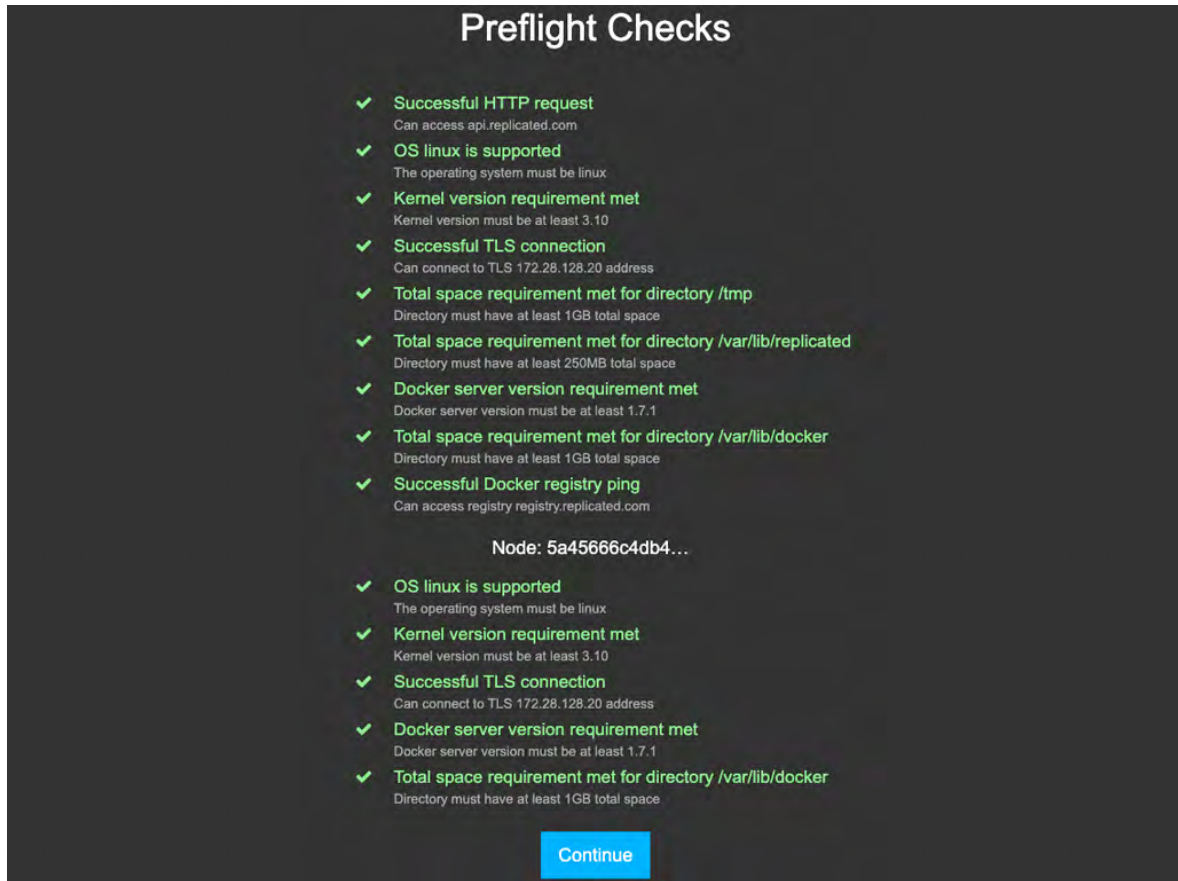 Preflight Checks
Successful HTTP request
Can access api.replicated.com
OS linux is supported
The operating system must be linux
Kernel version requirement met
Kernel version must be at least 3.10
Successful TLS connection
Can connect to TLS 172.28.128.20 address
Total space requirement met for directory /tmp
Directory must have at least 1GB total space
Total space requirement met for directory /var/lib/replicated
Directory must have at least 250MB total space
Docker server version requirement met
Docker server version must be at least 1.7.1
Total space requirement met for directory /var/lib/docker
Directory must have at least 1GB total space
Successful Docker registry ping
Can access registry registry.replicated.com
Node: 5a45666c4db4…
OS linux is supported
The operating system must be linux
Kernel version requirement met
Kernel version must be at least 3.10
Successful TLS connection
Can connect to TLS 172.28.128.20 address
Docker server version requirement met
Docker server version must be at least 1.7.1
Total space requirement met for directory /var/lib/docker
Directory must have at least 1GB total space
Continue